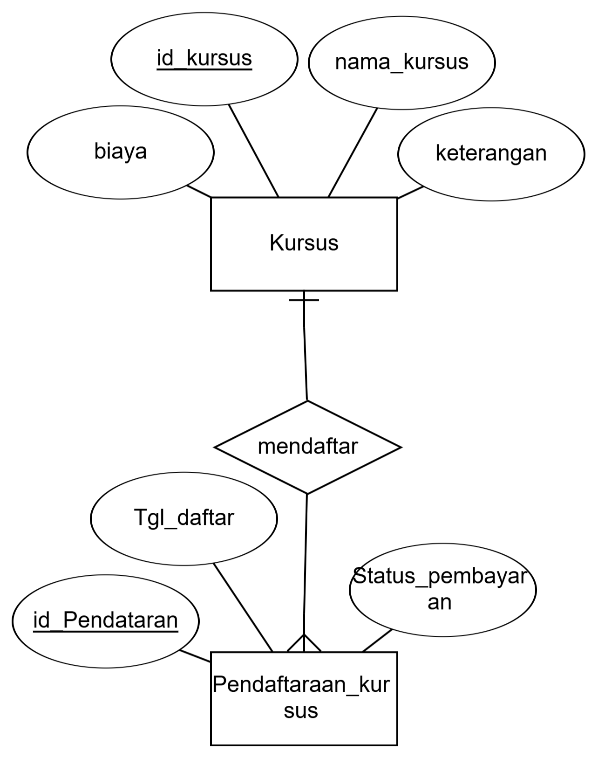 id_kursus
nama_kursus
biaya
keterangan
Kursus
mendaftar
Tgl_daftar
Status_pembayar
an
id_Pendataran
Pendaftaraan_kur
sus